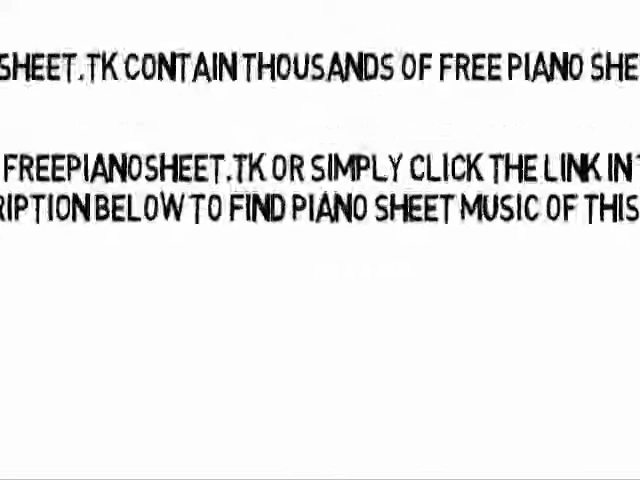 SHEET.TK CONTAIN THOUSANDS OF FREE PIANO SHE
FREEPIANOSHEET.TK OR SIMPLY CLICK THE LINK IN
RIPTION BELOW TO FIND PIANO SHEET MUSIC OF THIS